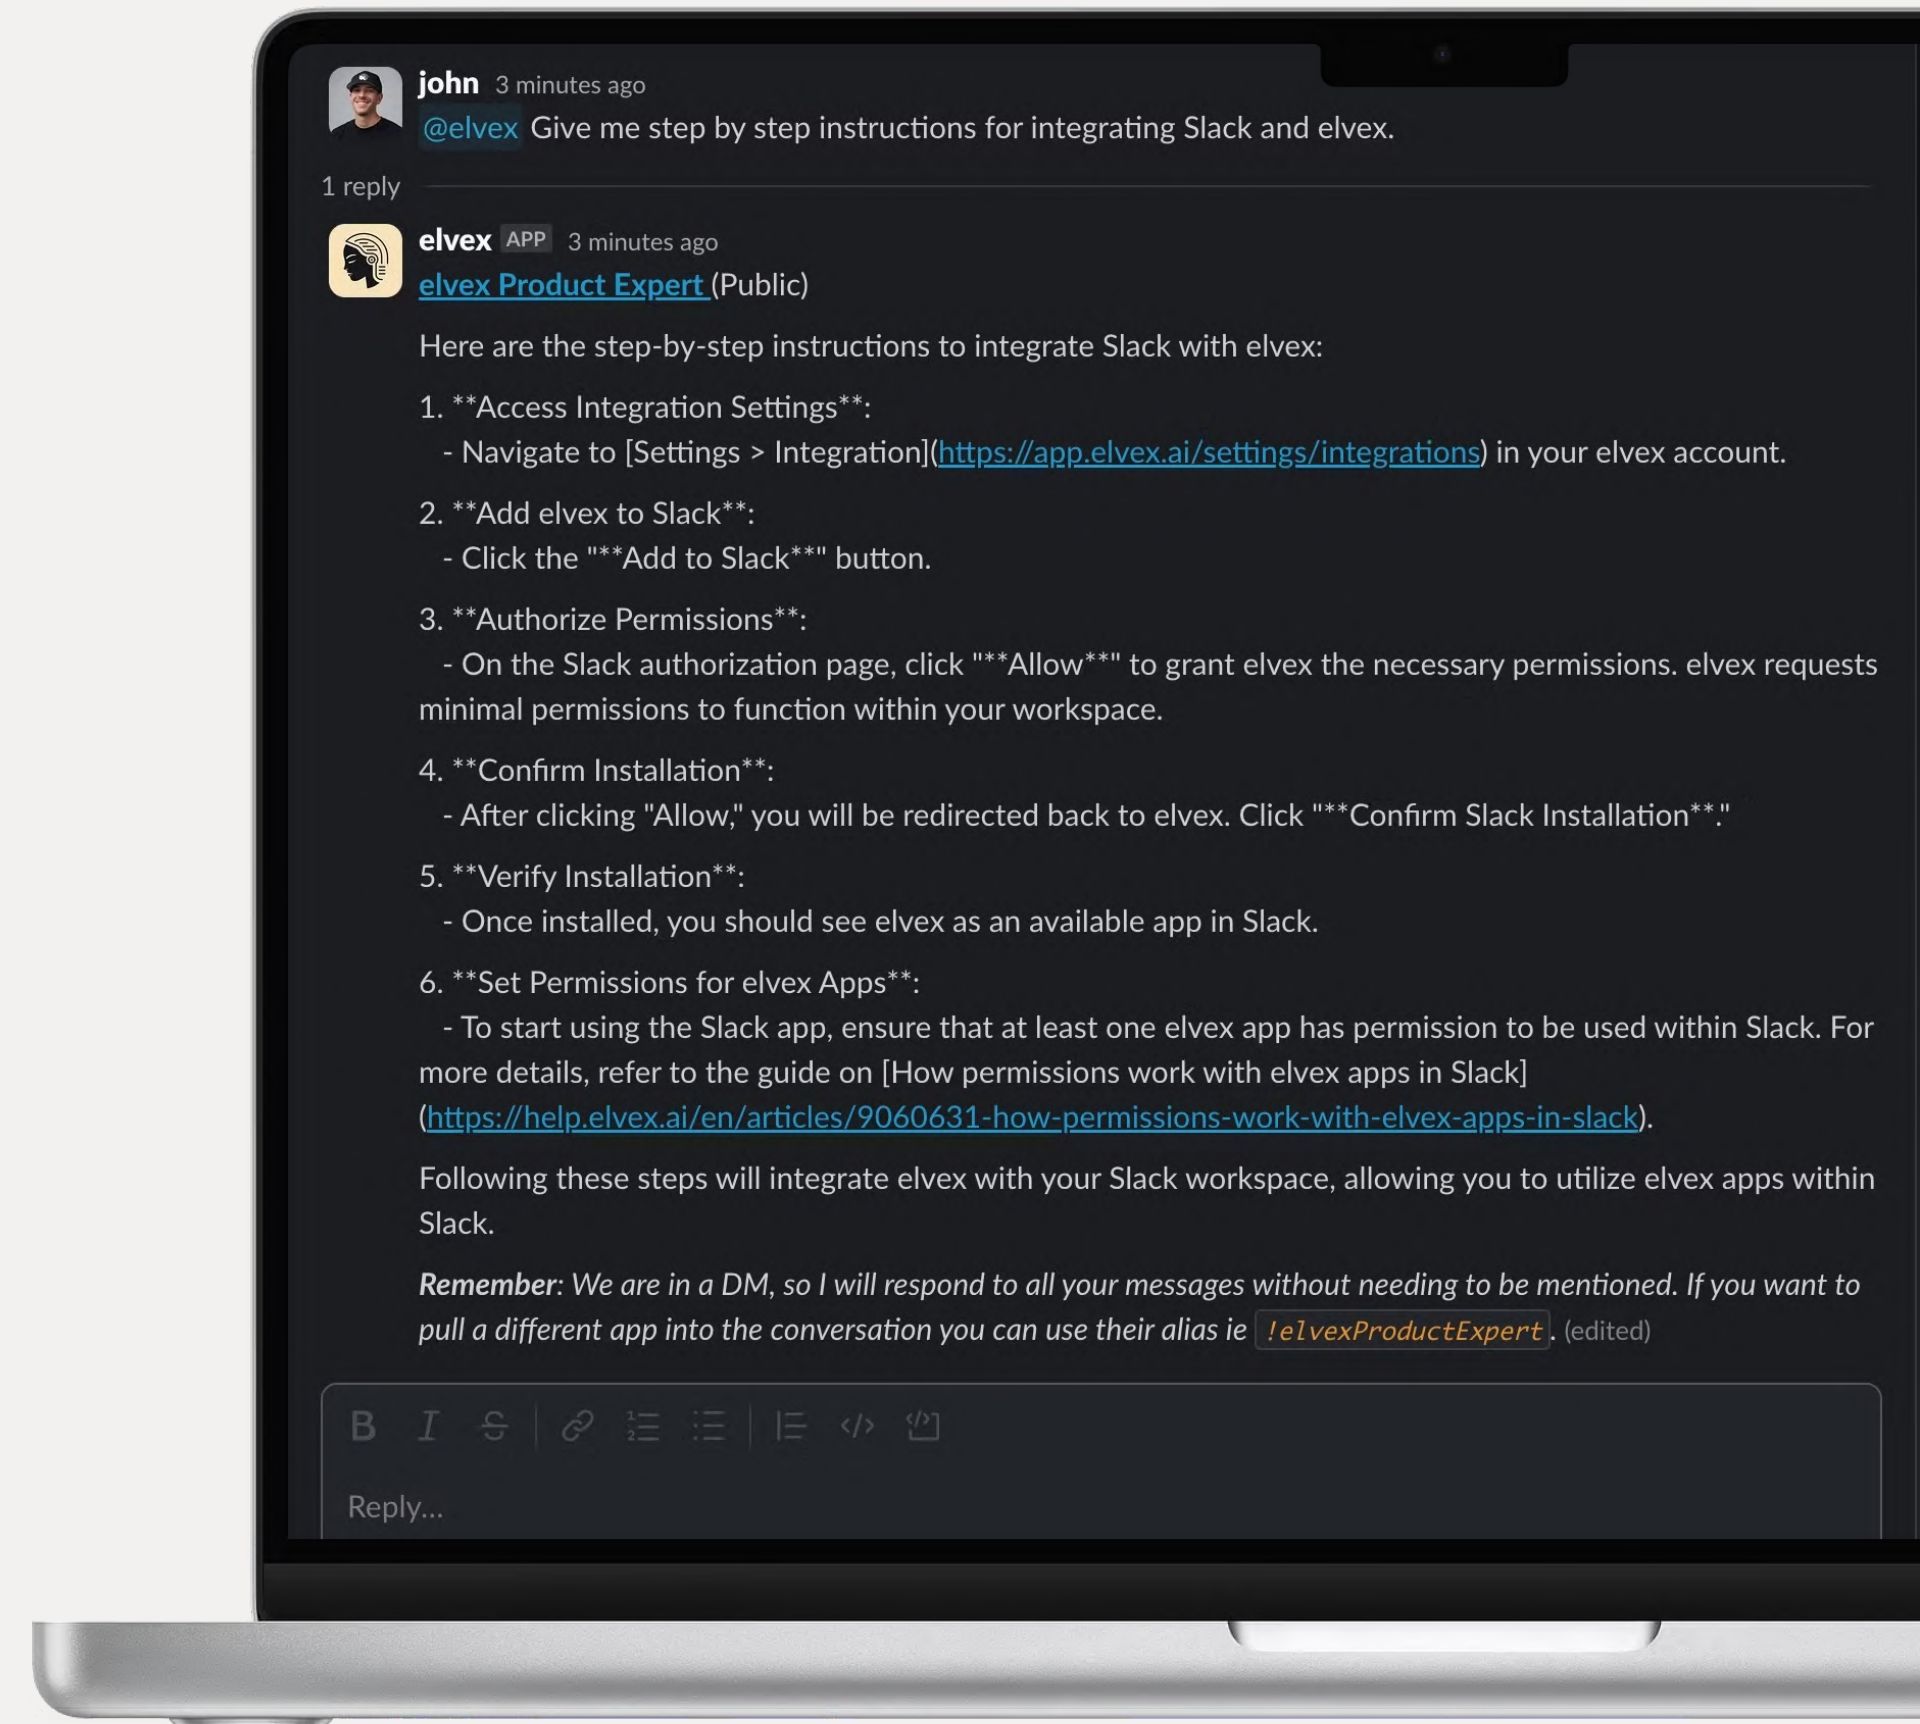 john 3 minutes ago
@elvex Give me step by step instructions for integrating Slack and elvex.
1 reply
elvex APP 3 minutes ago
elvex Product Expert (Public)
Here are the step-by-step instructions to integrate Slack with elvex:
1. **Access Integration Settings**:
- Navigate to [Settings > Integration](https://app.elvex.ai/settings/integrations) in your elvex account.
2. **Add elvex to Slack**:
- Click the "**Add to Slack**" button.
3. **Authorize Permissions**:
- On the Slack authorization page, click "**Allow**" to grant elvex the necessary permissions. elvex requests
minimal permissions to function within your workspace.
4. **Confirm Installation**:
- After clicking "Allow," you will be redirected back to elvex. Click "**Confirm Slack Installation**."
5. **Verify Installation**:
- Once installed, you should see elvex as an available app in Slack.
6. **Set Permissions for elvex Apps**:
- To start using the Slack app, ensure that at least one elvex app has permission to be used within Slack. For
more details, refer to the guide on [How permissions work with elvex apps in Slack]
(https://help.elvex.ai/en/articles/9060631-how-permissions-work-with-elvex-apps-in-slack).
Following these steps will integrate elvex with your Slack workspace, allowing you to utilize elvex apps within
Slack.
Remember: We are in a DM, so I will respond to all your messages without needing to be mentioned. If you want to
pull a different app into the conversation you can use their alias ie !elvexProductExpert. (edited)
Reply...